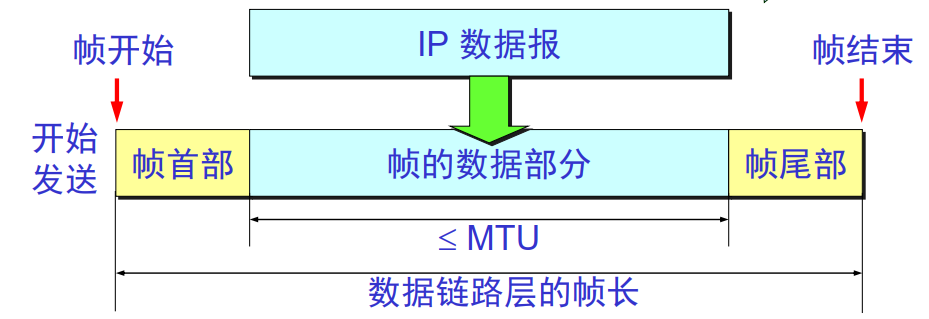 IP 数据报
帧开始
帧结束
开始
发送
帧首部
帧的数据部分
帧尾部
≤ MTU
数据链路层的帧长